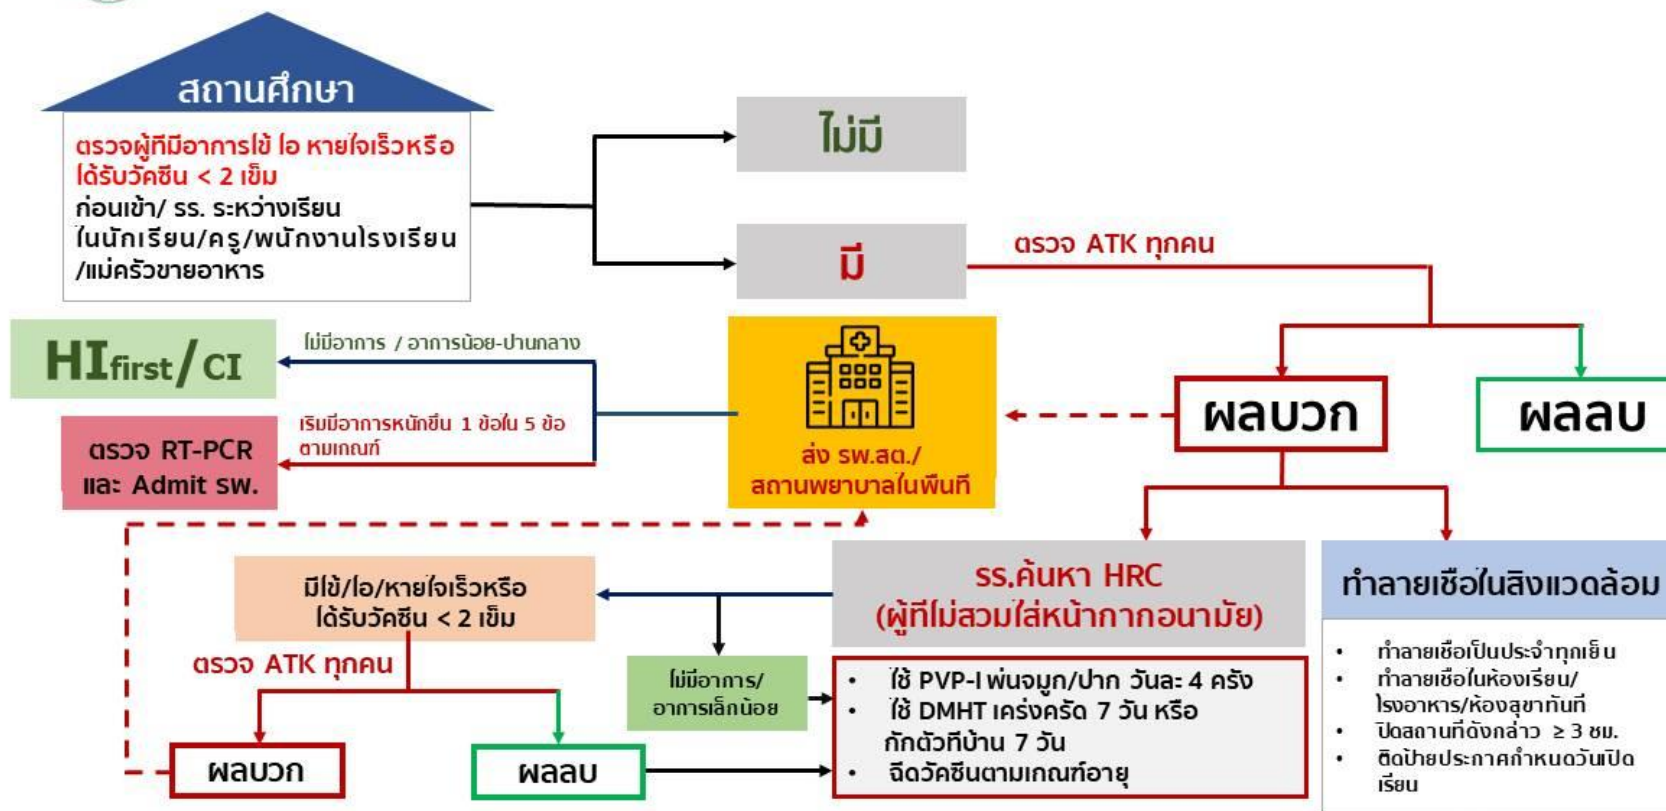 สถานศึกษา
ตรวจผู้ที่มีอาการไข้ ไอ หายใจเร็วหรือ
ได้รับวัคซีน < 2 เข็ม
ก่อนเข้า/ รร. ระหว่างเรียน
ในนักเรียน/ครู/พนักงานโรงเรียน
/แม่ครัวขายอาหาร
ไม่มี
มี
ตรวจ ATK ทุกคน
HIfirst/CI
ไม่มีอาการ / อาการน้อย-ปานกลาง
ตรวจ RT-PCR
และ Admit รพ.
เริ่มมีอาการหนักขึ้น 1 ข้อใน 5 ข้อ
ตามเกณฑ์
ส่ง รพ.สต./
สถานพยาบาลในพื้นที่
ผลบวก
ผลลบ
รร.ค้นหา HRC
(ผู้ที่ไม่สวมใส่หน้ากากอนามัย)
ทำลายเชื้อในสิ่งแวดล้อม
มีไข้/ไอ/หายใจเร็วหรือ
ได้รับวัคซีน < 2 เข็ม
ตรวจ ATK ทุกคน
ไม่มีอาการ/
อาการเล็กน้อย
• ใช้ PVP-I พ่นจมูก/ปาก วันละ 4 ครั้ง
• ใช้ DMHT เคร่งครัด 7 วัน หรือ
กักตัวที่บ้าน 7 วัน
• ฉีดวัคซีนตามเกณฑ์อายุ
• ทำลายเชื้อเป็นประจำทุกเย็น
• ทำลายเชื้อในห้องเรียน/
โรงอาหาร/ห้องสุขาทันที
• ปิดสถานที่ดังกล่าว ≥ 3 ชม.
• ติดป้ายประกาศกำหนดวันเปิด
เรียน
ผลบวก
ผลลบ